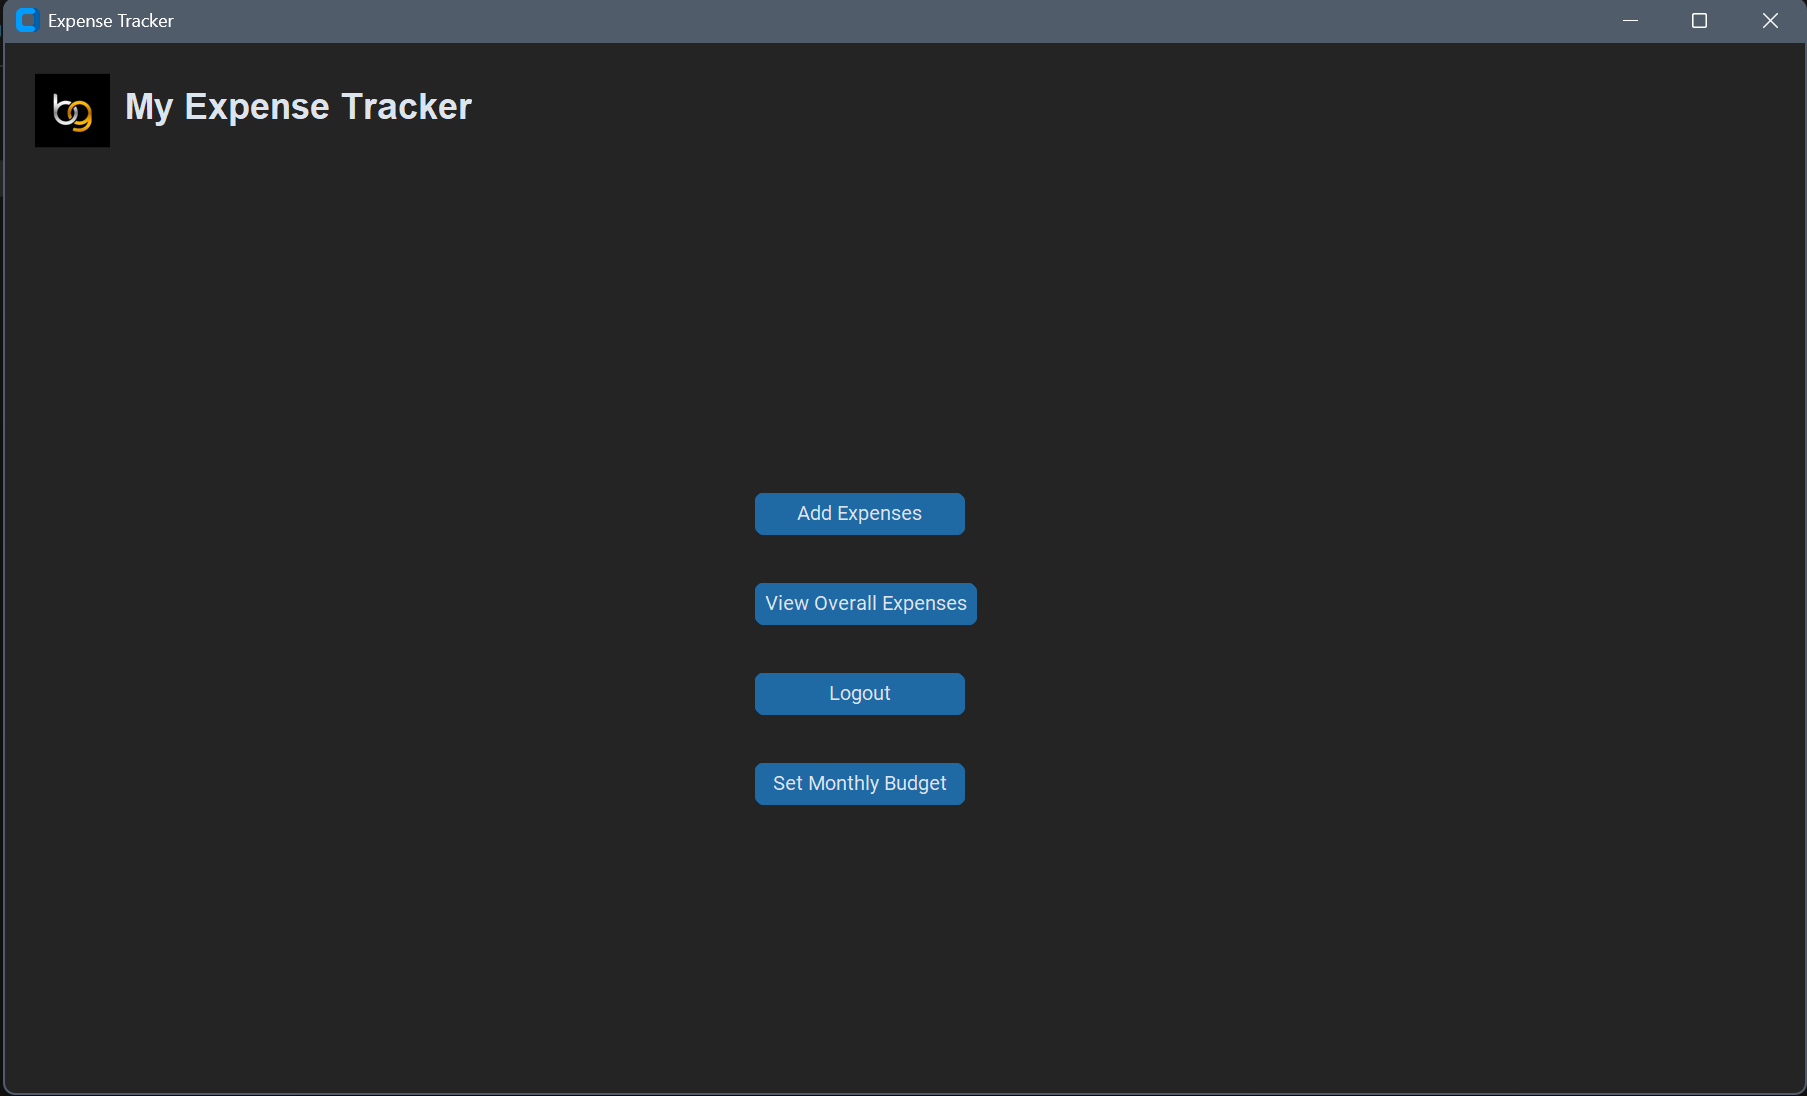 Expense Tracker
bg
My Expense Tracker
Add Expenses
View Overall Expenses
Logout
Set Monthly Budget